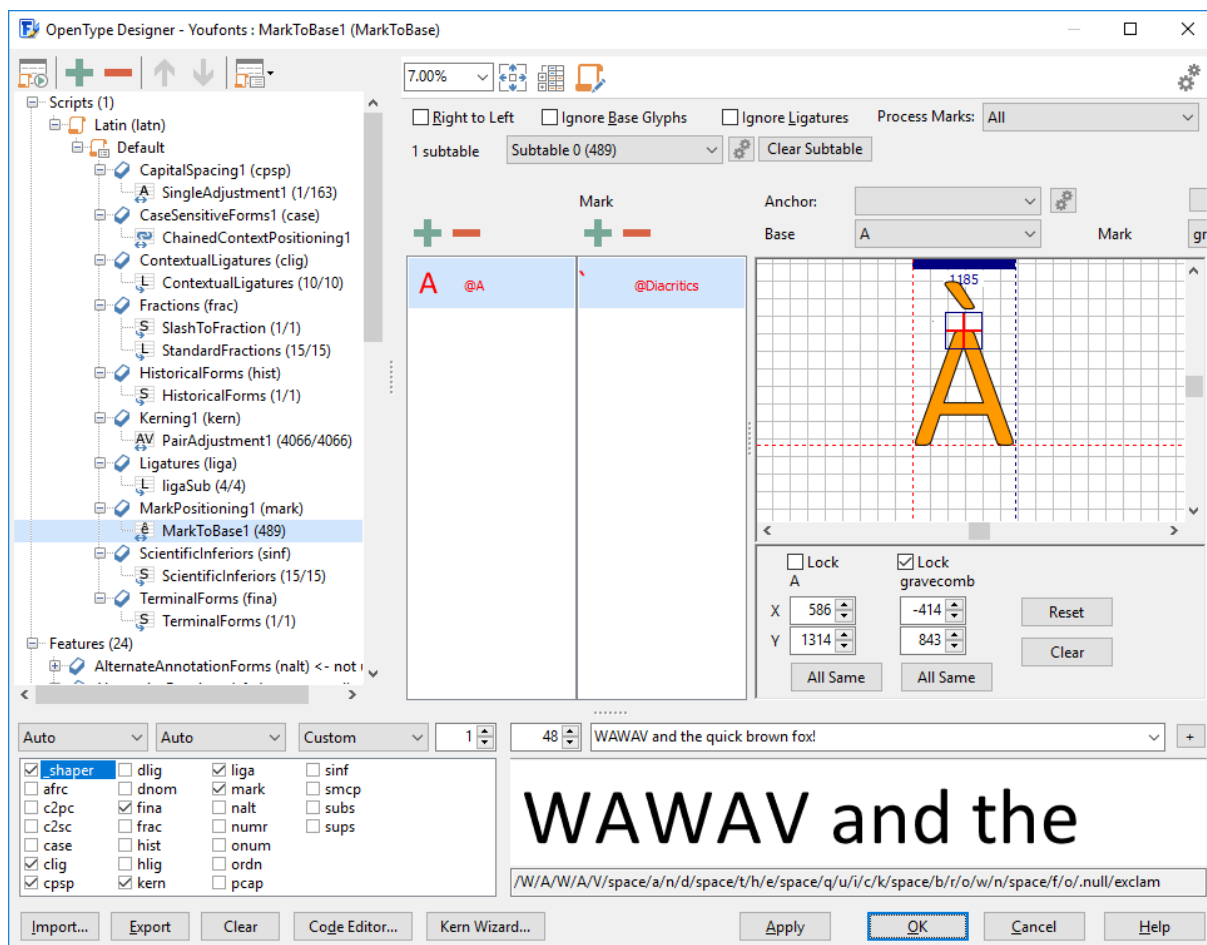 OpenType Designer - Youfonts : MarkToBase1 (MarkToBase)
7.00%
Scripts (1)
Latin (latn)
Default
CapitalSpacing1 (cpsp)
SingleAdjustment1 (1/163)
CaseSensitiveForms1 (case)
ChainedContextPositioning1
ContextualLigatures (clig)
ContextualLigatures (10/10)
Fractions (frac)
SlashToFraction (1/1)
StandardFractions (15/15)
HistoricalForms (hist)
HistoricalForms (1/1)
Kerning1 (kern)
PairAdjustment1 (4066/4066)
Ligatures (liga)
ligaSub (4/4)
MarkPositioning1 (mark)
MarkToBase1 (489)
ScientificInferiors (sinf)
ScientificInferiors (15/15)
TerminalForms (fina)
TerminalForms (1/1)
Features (24)
AlternateAnnotationForms (nalt) <- not
Right to Left Ignore Base Glyphs Ignore Ligatures Process Marks: All
1 subtable Subtable 0 (489) Clear Subtable
Mark Anchor:
Base A Mark gr
A @A ` @Diacritics
1185
À
Lock Lock
A gravecomb
X 586 -414 Reset
Y 1314 843 Clear
All Same All Same
Auto Auto Custom 1 48 WAWAV and the quick brown fox! +
_shaper dlig liga sinf
afrc dnom mark smcp
c2pc fina nalt subs
c2sc frac numr sups
case hist onum
clig hlig ordn
cpsp kern pcap
WAWAV and the
/W/A/W/A/V/space/a/n/d/space/t/h/e/space/q/u/i/c/k/space/b/r/o/w/n/space/f/o/.null/exclam
Import... Export Clear Code Editor... Kern Wizard... Apply OK Cancel Help